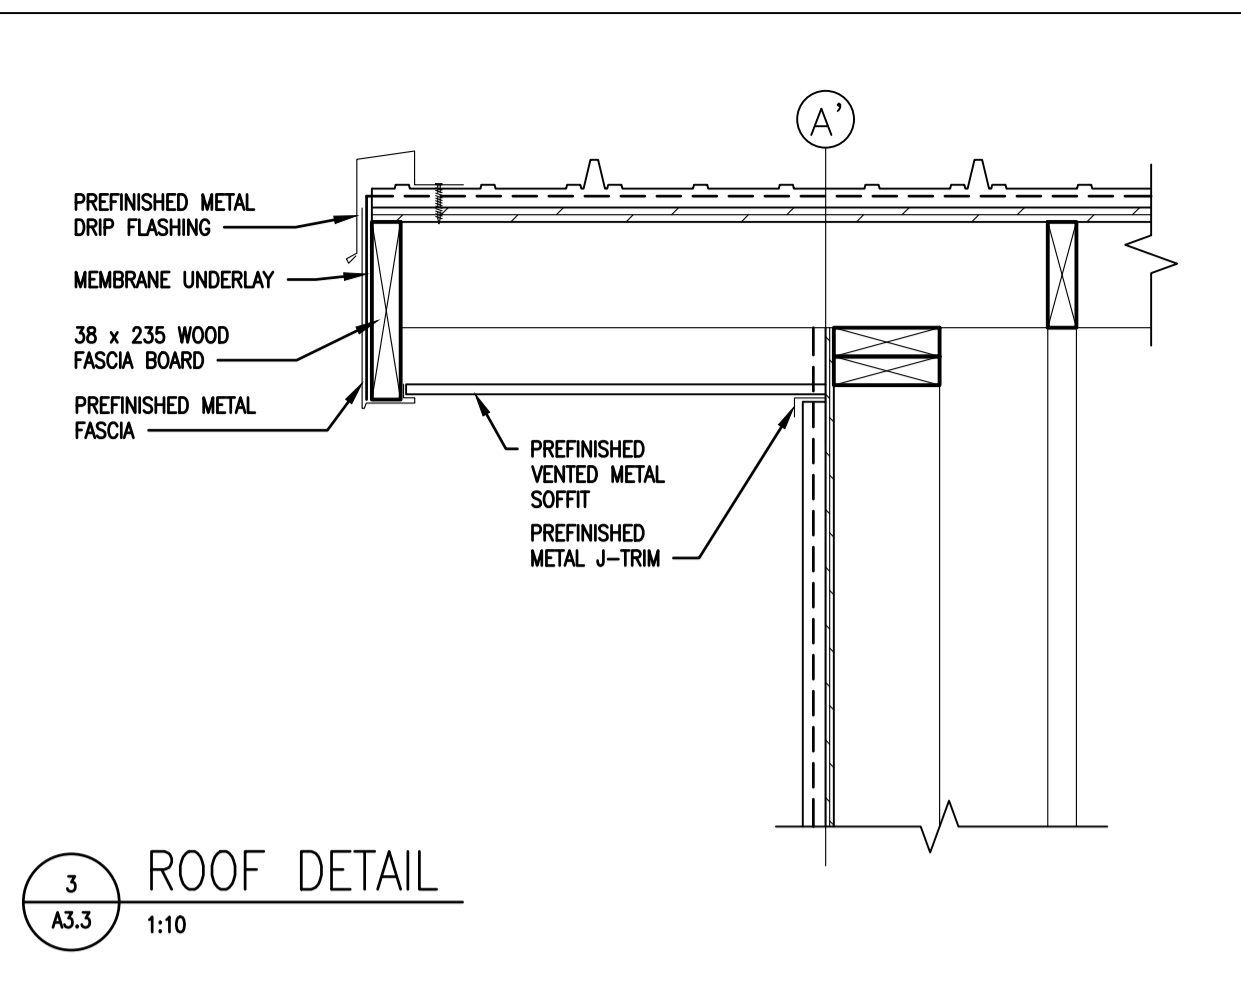 A'
PREFINISHED METAL
DRIP FLASHING
MEMBRANE UNDERLAY
38 x 235 WOOD
FASCIA BOARD
PREFINISHED METAL
FASCIA
PREFINISHED
VENTED METAL
SOFFIT
PREFINISHED
METAL J-TRIM
3
A3.3
ROOF DETAIL
1:10